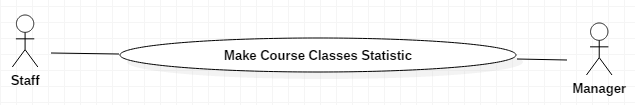 Make Course Classes Statistic
Staff
Manager